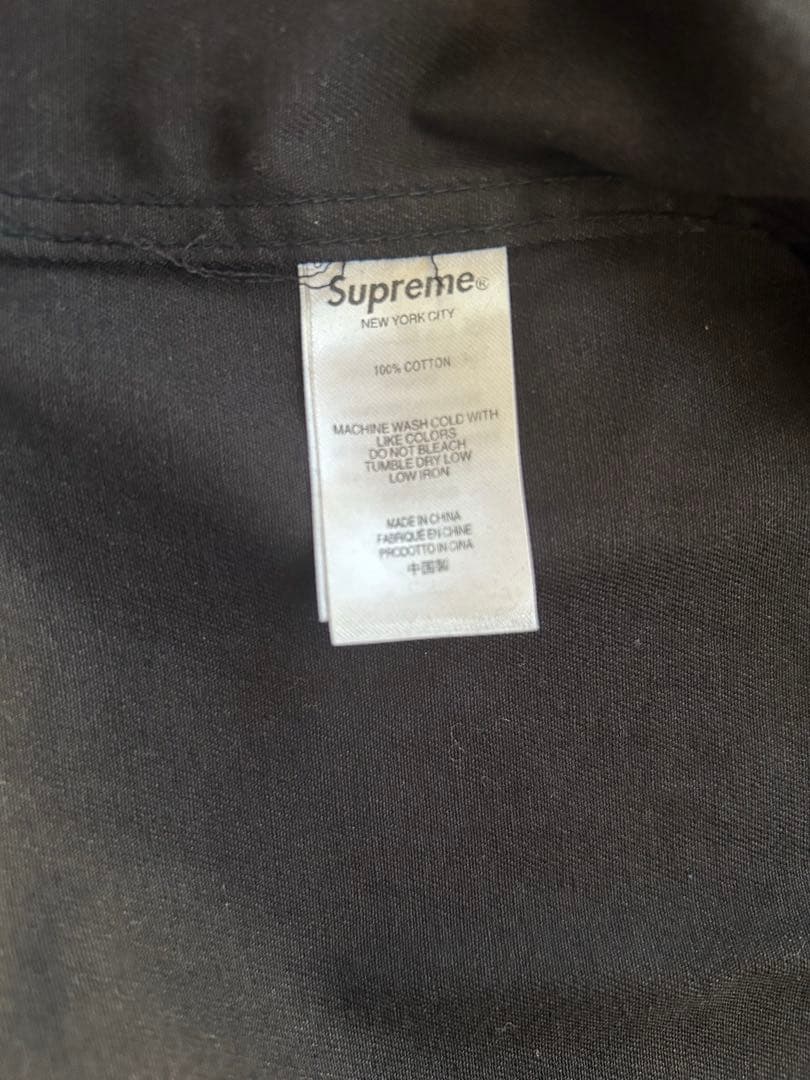 Supreme®
NEW YORK CITY
100% COTTON
MACHINE WASH COLD WITH
LIKE COLORS
DO NOT BLEACH
TUMBLE DRY LOW
LOW IRON
MADE IN CHINA
FABRIQUÉ EN CHINE
PRODOTTO IN CINA
中国製